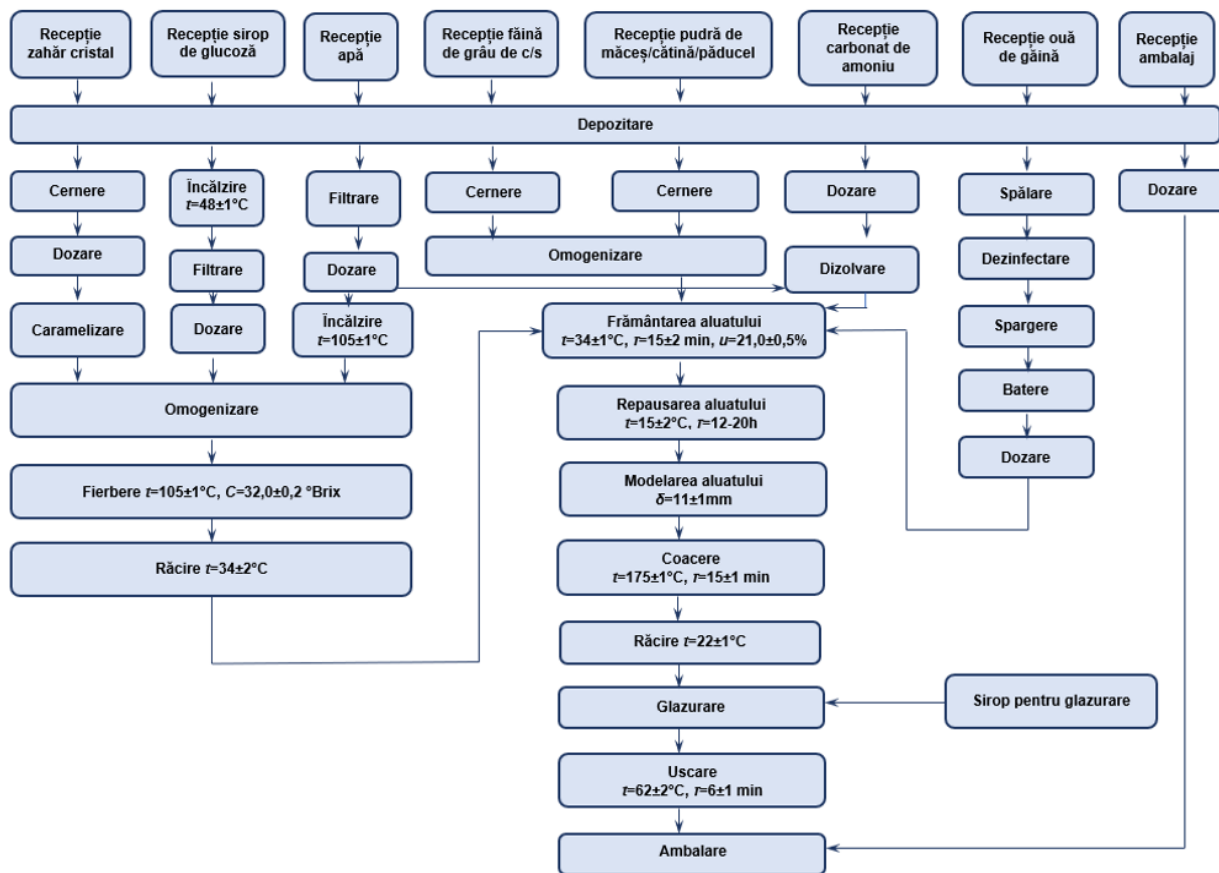 Recepție
zahăr cristal
Recepție sirop
de glucoză
Recepție
apă
Recepție făină
de grâu de c/s
Recepție pudră de
măceș/cătină/păducel
Recepție
carbonat de
amoniu
Recepție ouă
de găină
Recepție
ambalaj
Depozitare
Cernere
Încălzire
t=48±1°C
Filtrare
Cernere
Cernere
Dozare
Spălare
Dozare
Dozare
Filtrare
Dozare
Omogenizare
Dizolvare
Dezinfectare
Caramelizare
Dozare
Încălzire
t=105±1°C
Frământarea aluatului
t=34±1°C, τ=15±2 min, u=21,0±0,5%
Spargere
Omogenizare
Repausarea aluatului
t=15±2°C, τ=12-20h
Batere
Dozare
Fierbere t=105±1°C, C=32,0±0,2 °Brix
Modelarea aluatului
δ=11±1mm
Răcire t=34±2°C
Coacere
t=175±1°C, τ=15±1 min
Răcire t=22±1°C
Glazurare
Sirop pentru glazurare
Uscare
t=62±2°C, τ=6±1 min
Ambalare